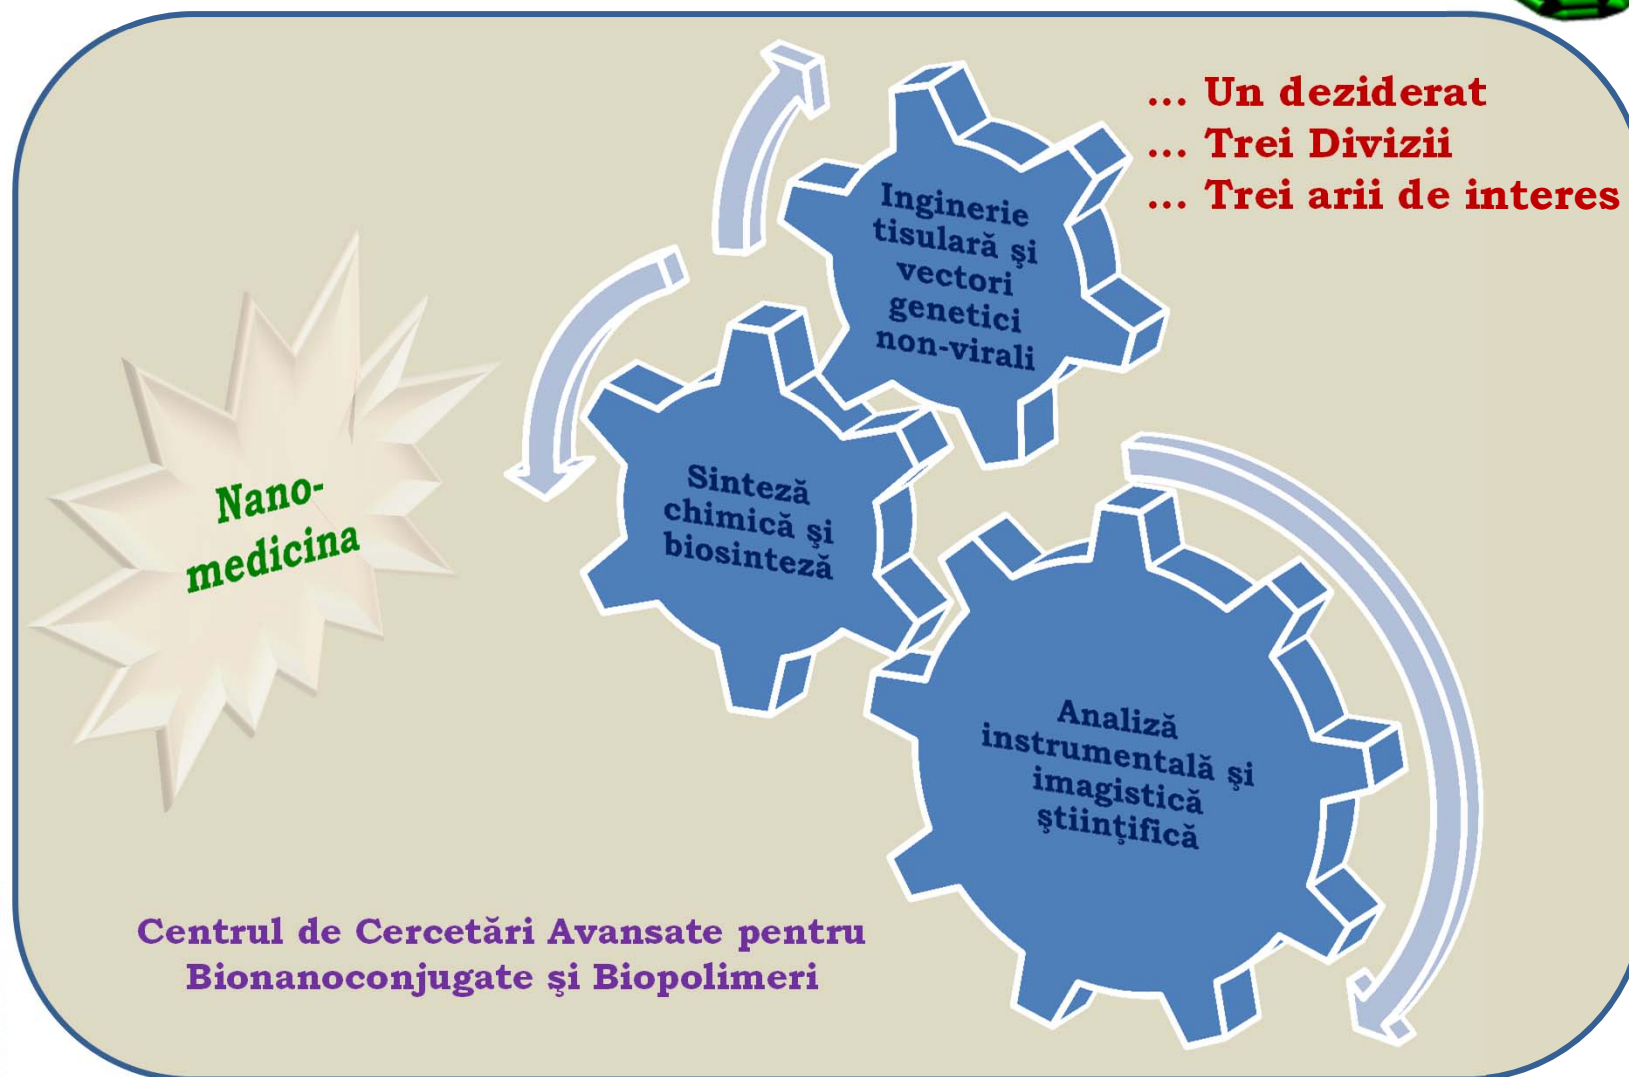 ... Un deziderat
... Trei Divizii
... Trei arii de interes
Inginerie
tisulară şi
vectori
genetici
non-virali
Nano-
medicina
Sinteză
chimică şi
biosinteză
Analiză
instrumentală şi
imagistică
ştiinţifică
Centrul de Cercetări Avansate pentru
Bionanoconjugate şi Biopolimeri